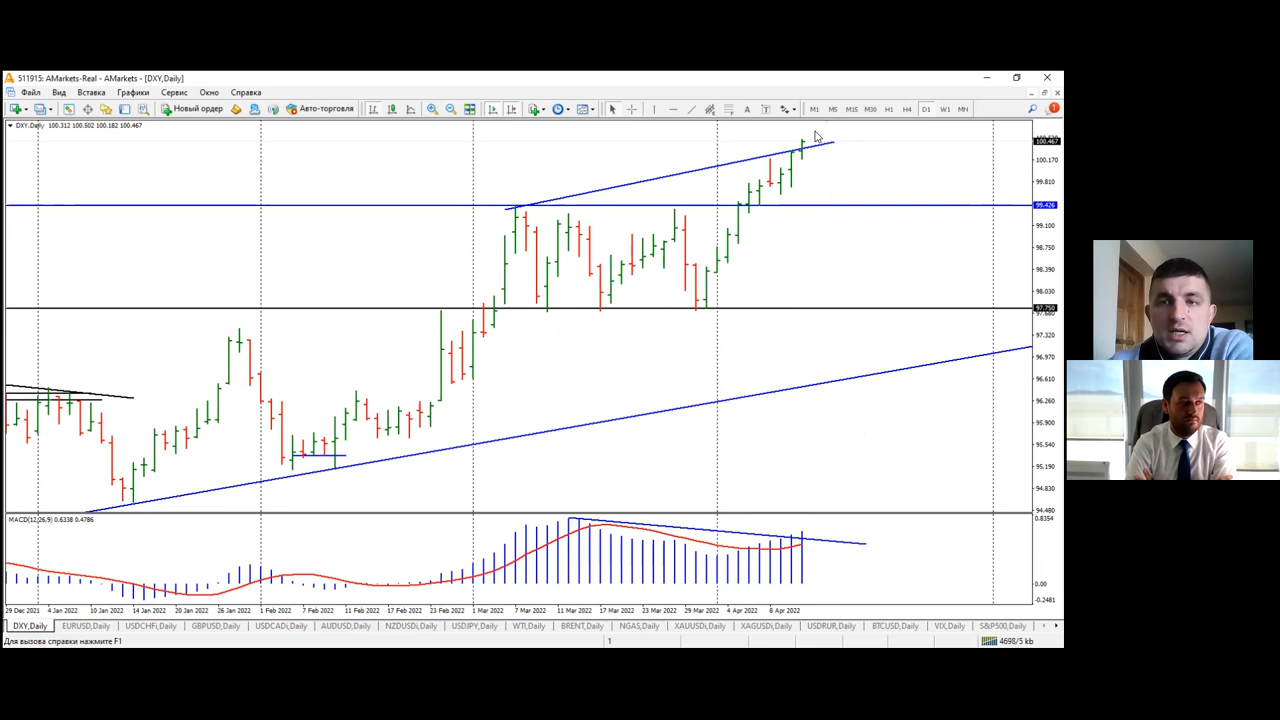 511915: AMarkets-Real - AMarkets - [DXY,Daily]
Файл Вид Вставка Графики Сервис Окно Справка
Новый ордер Авто-торговля A T M1 M5 M15 M30 H1 H4 D1 W1 MN 1
DXY,Daily 100.312 100.502 100.182 100.467
100.467
100.170
99.810
99.426
99.100
98.750
98.390
98.030
97.750
97.680
97.320
96.970
96.610
96.260
95.900
95.540
95.190
94.830
94.480
MACD(12,26,9) 0.6338 0.4786
0.8354
0.00
-0.2481
29 Dec 2021 4 Jan 2022 10 Jan 2022 14 Jan 2022 20 Jan 2022 26 Jan 2022 1 Feb 2022 7 Feb 2022 11 Feb 2022 17 Feb 2022 23 Feb 2022 1 Mar 2022 7 Mar 2022 11 Mar 2022 17 Mar 2022 23 Mar 2022 29 Mar 2022 4 Apr 2022 8 Apr 2022
DXY,Daily EURUSD,Daily USDCHF,Daily GBPUSD,Daily USDCAD,Daily AUDUSD,Daily NZDUSD,Daily USDJPY,Daily WTI,Daily BRENT,Daily NGAS,Daily XAUUSD,Daily XAGUSD,Daily USDRUR,Daily BTCUSD,Daily VIX,Daily S&P500,Daily
Для вызова справки нажмите F1 1 4698/5 kb